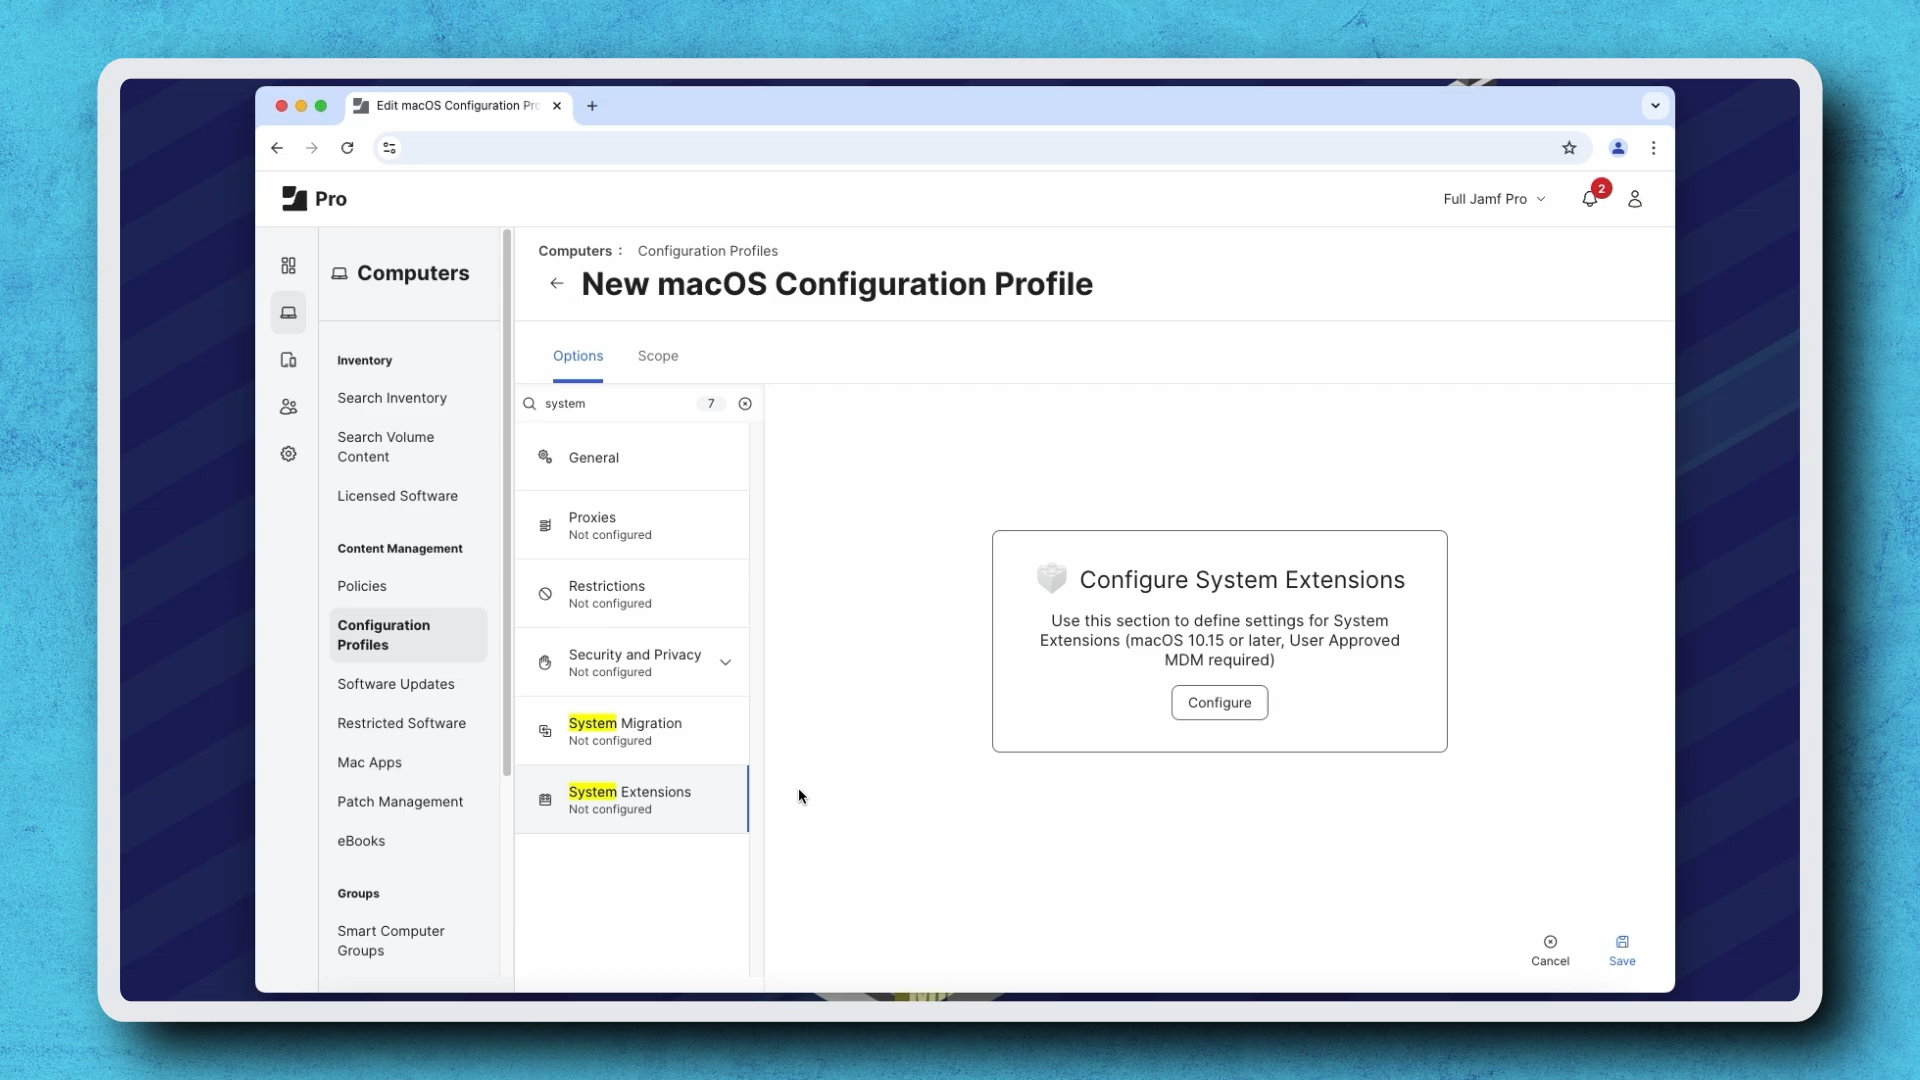 Edit macOS Configuration Pro
Pro
Full Jamf Pro
2
Computers
Inventory
Search Inventory
Search Volume
Content
Licensed Software
Content Management
Policies
Configuration
Profiles
Software Updates
Restricted Software
Mac Apps
Patch Management
eBooks
Groups
Smart Computer
Groups
Computers : Configuration Profiles
New macOS Configuration Profile
Options Scope
system 7
General
Proxies
Not configured
Restrictions
Not configured
Security and Privacy
Not configured
System Migration
Not configured
System Extensions
Not configured
Configure System Extensions
Use this section to define settings for System
Extensions (macOS 10.15 or later, User Approved
MDM required)
Configure
Cancel Save